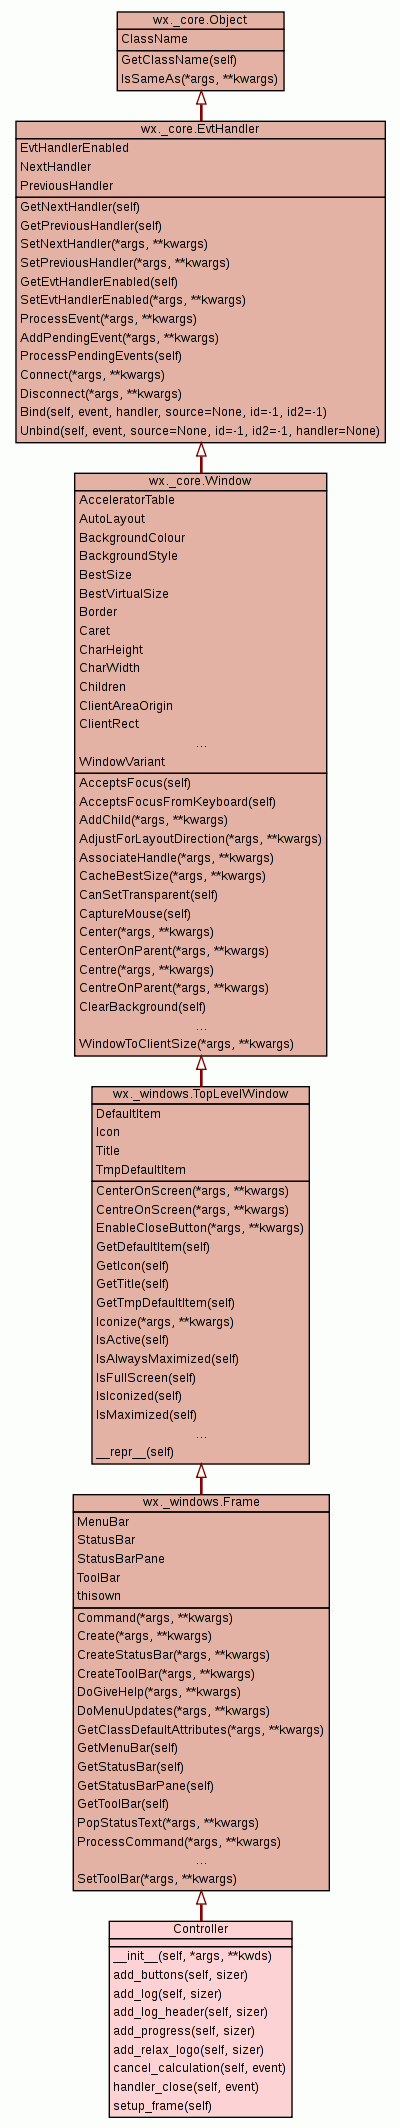 wx._core.Object
ClassName
GetClassName(self)
IsSameAs(*args, **kwargs)
wx._core.EvtHandler
EvtHandlerEnabled
NextHandler
PreviousHandler
GetNextHandler(self)
GetPreviousHandler(self)
SetNextHandler(*args, **kwargs)
SetPreviousHandler(*args, **kwargs)
GetEvtHandlerEnabled(self)
SetEvtHandlerEnabled(*args, **kwargs)
ProcessEvent(*args, **kwargs)
AddPendingEvent(*args, **kwargs)
ProcessPendingEvents(self)
Connect(*args, **kwargs)
Disconnect(*args, **kwargs)
Bind(self, event, handler, source=None, id=-1, id2=-1)
Unbind(self, event, source=None, id=-1, id2=-1, handler=None)
wx._core.Window
AcceleratorTable
AutoLayout
BackgroundColour
BackgroundStyle
BestSize
BestVirtualSize
Border
Caret
CharHeight
CharWidth
Children
ClientAreaOrigin
ClientRect
...
WindowVariant
AcceptsFocus(self)
AcceptsFocusFromKeyboard(self)
AddChild(*args, **kwargs)
AdjustForLayoutDirection(*args, **kwargs)
AssociateHandle(*args, **kwargs)
CacheBestSize(*args, **kwargs)
CanSetTransparent(self)
CaptureMouse(self)
Center(*args, **kwargs)
CenterOnParent(*args, **kwargs)
Centre(*args, **kwargs)
CentreOnParent(*args, **kwargs)
ClearBackground(self)
...
WindowToClientSize(*args, **kwargs)
wx._windows.TopLevelWindow
DefaultItem
Icon
Title
TmpDefaultItem
CenterOnScreen(*args, **kwargs)
CentreOnScreen(*args, **kwargs)
EnableCloseButton(*args, **kwargs)
GetDefaultItem(self)
GetIcon(self)
GetTitle(self)
GetTmpDefaultItem(self)
Iconize(*args, **kwargs)
IsActive(self)
IsAlwaysMaximized(self)
IsFullScreen(self)
IsIconized(self)
IsMaximized(self)
...
__repr__(self)
wx._windows.Frame
MenuBar
StatusBar
StatusBarPane
ToolBar
thisown
Command(*args, **kwargs)
Create(*args, **kwargs)
CreateStatusBar(*args, **kwargs)
CreateToolBar(*args, **kwargs)
DoGiveHelp(*args, **kwargs)
DoMenuUpdates(*args, **kwargs)
GetClassDefaultAttributes(*args, **kwargs)
GetMenuBar(self)
GetStatusBar(self)
GetStatusBarPane(self)
GetToolBar(self)
PopStatusText(*args, **kwargs)
ProcessCommand(*args, **kwargs)
...
SetToolBar(*args, **kwargs)
Controller
__init__(self, *args, **kwds)
add_buttons(self, sizer)
add_log(self, sizer)
add_log_header(self, sizer)
add_progress(self, sizer)
add_relax_logo(self, sizer)
cancel_calculation(self, event)
handler_close(self, event)
setup_frame(self)